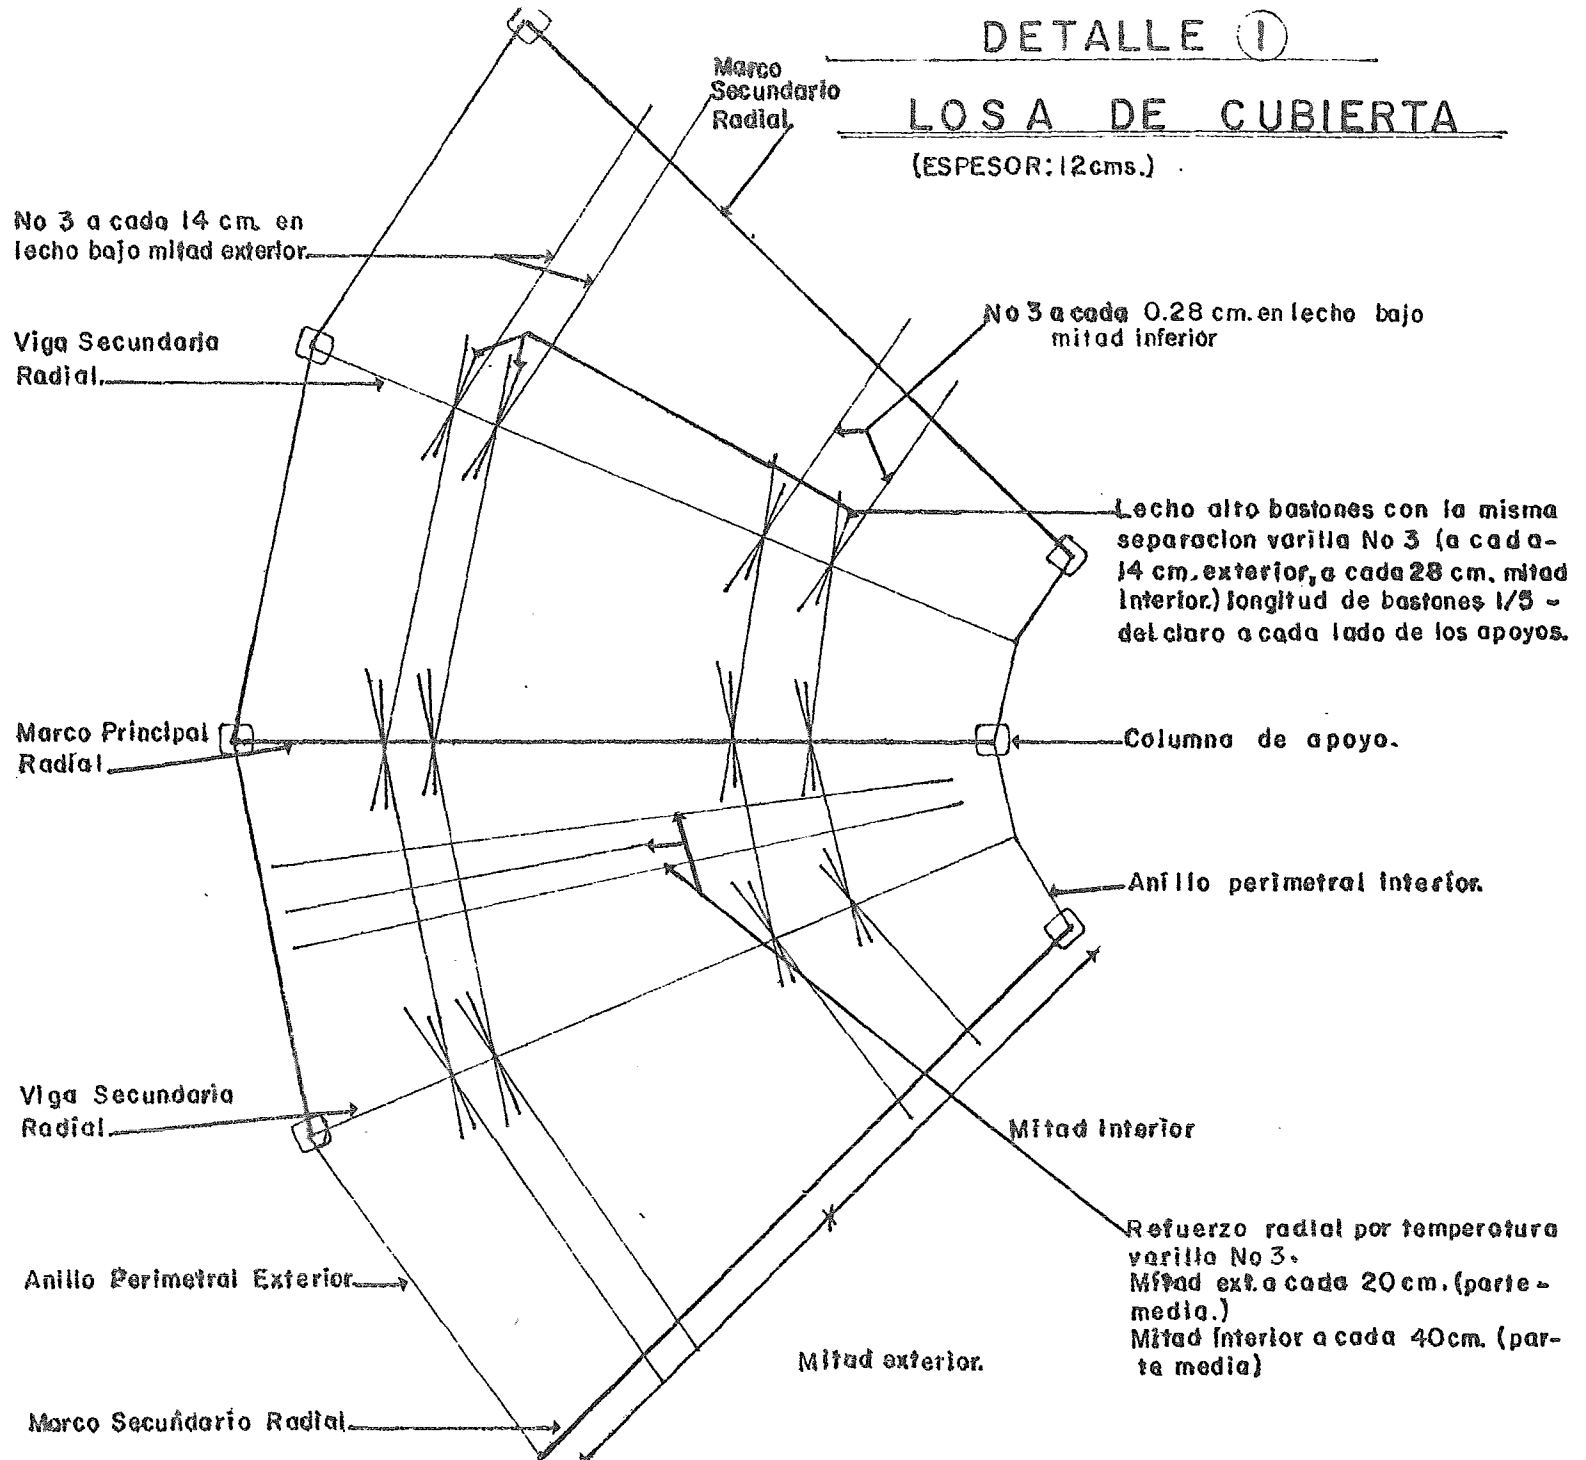 DETALLE 1
LOSA DE CUBIERTA
(ESPESOR: 12cms.)
Marco
Secundario
Radial.
No 3 a cada 14 cm. en
lecho bajo mitad exterior.
Viga Secundaria
Radial.
No 3 a cada 0.28 cm. en lecho bajo
mitad inferior
Lecho alto bastones con la misma
separacion varilla No 3 (a cada-
14 cm. exterior, a cada 28 cm. mitad
interior.) longitud de bastones 1/5 -
del claro a cada lado de los apoyos.
Marco Principal
Radial.
Columna de apoyo.
Anillo perimetral interior.
Viga Secundaria
Radial.
Mitad interior
Refuerzo radial por temperatura
varilla No 3.
Mitad ext. a cada 20 cm. (parte-
media.)
Mitad interior a cada 40cm. (par-
te media)
Anillo Perimetral Exterior.
Mitad exterior.
Marco Secundario Radial.